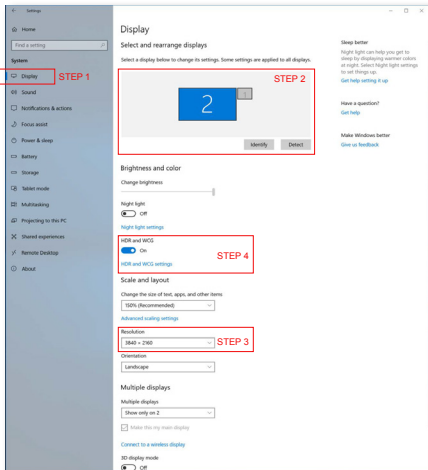 Settings
Home
Find a setting
System
Display
STEP 1
Sound
Notifications & actions
Focus assist
Power & sleep
Battery
Storage
Tablet mode
Multitasking
Projecting to this PC
Shared experiences
Remote Desktop
About
Display
Select and rearrange displays
Select a display below to change its settings. Some settings are applied to all displays.
STEP 2
2
Identify
Detect
Brightness and color
Change brightness
Night light
Off
Night light settings
HDR and WCG
On
STEP 4
HDR and WCG settings
Scale and layout
Change the size of text, apps, and other items
150% (Recommended)
Advanced scaling settings
Resolution
3840 × 2160
STEP 3
Orientation
Landscape
Multiple displays
Multiple displays
Show only on 2
Make this my main display
Connect to a wireless display
3D display mode
Off
Sleep better
Night light can help you get to
sleep by displaying warmer colors
at night. Select Night light settings
to set things up.
Get help setting it up
Have a question?
Get help
Make Windows better
Give us feedback